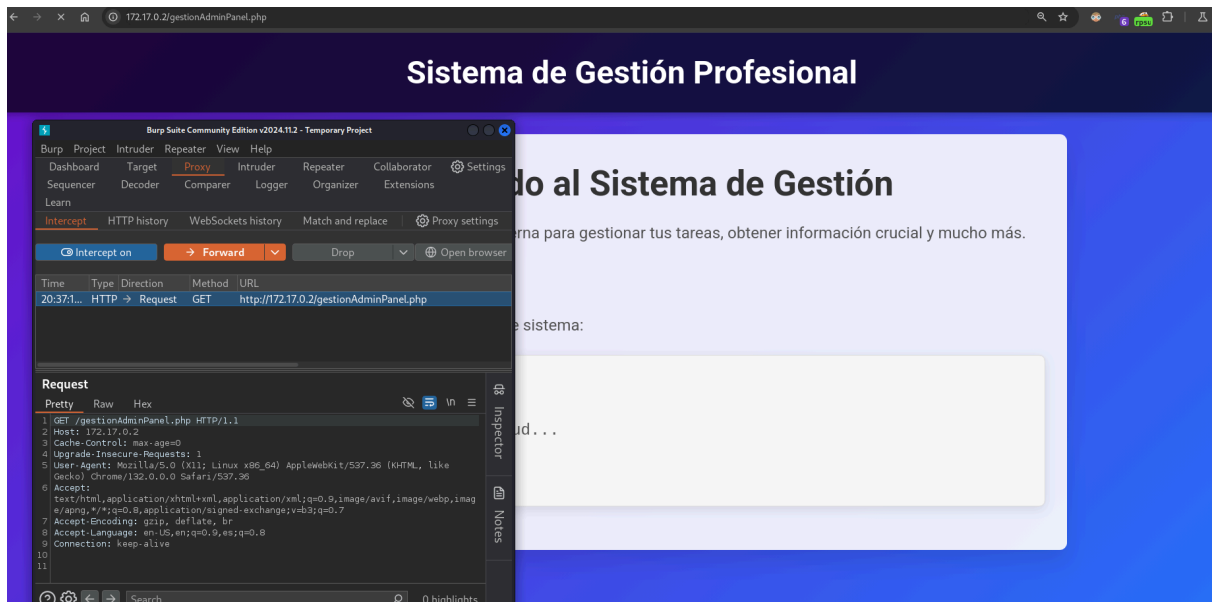 172.17.0.2/gestionAdminPanel.php
6
rpsu
Sistema de Gestión Profesional
Burp Suite Community Edition v2024.11.2 - Temporary Project
Burp Project Intruder Repeater View Help
Dashboard Target Proxy Intruder Repeater Collaborator Settings
Sequencer Decoder Comparer Logger Organizer Extensions
Learn
Intercept HTTP history WebSockets history Match and replace Proxy settings
Intercept on Forward Drop Open browser
Time Type Direction Method URL
20:37:1... HTTP → Request GET http://172.17.0.2/gestionAdminPanel.php
Request
Pretty Raw Hex
\n
1 GET /gestionAdminPanel.php HTTP/1.1
2 Host: 172.17.0.2
3 Cache-Control: max-age=0
4 Upgrade-Insecure-Requests: 1
5 User-Agent: Mozilla/5.0 (X11; Linux x86_64) AppleWebKit/537.36 (KHTML, like
Gecko) Chrome/132.0.0.0 Safari/537.36
6 Accept:
text/html,application/xhtml+xml,application/xml;q=0.9,image/avif,image/webp,imag
e/apng,*/*;q=0.8,application/signed-exchange;v=b3;q=0.7
7 Accept-Encoding: gzip, deflate, br
8 Accept-Language: en-US,en;q=0.9,es;q=0.8
9 Connection: keep-alive
10
11
Search
0 highlights
Inspector
Notes
do al Sistema de Gestión
erna para gestionar tus tareas, obtener información crucial y mucho más.
e sistema:
ud...